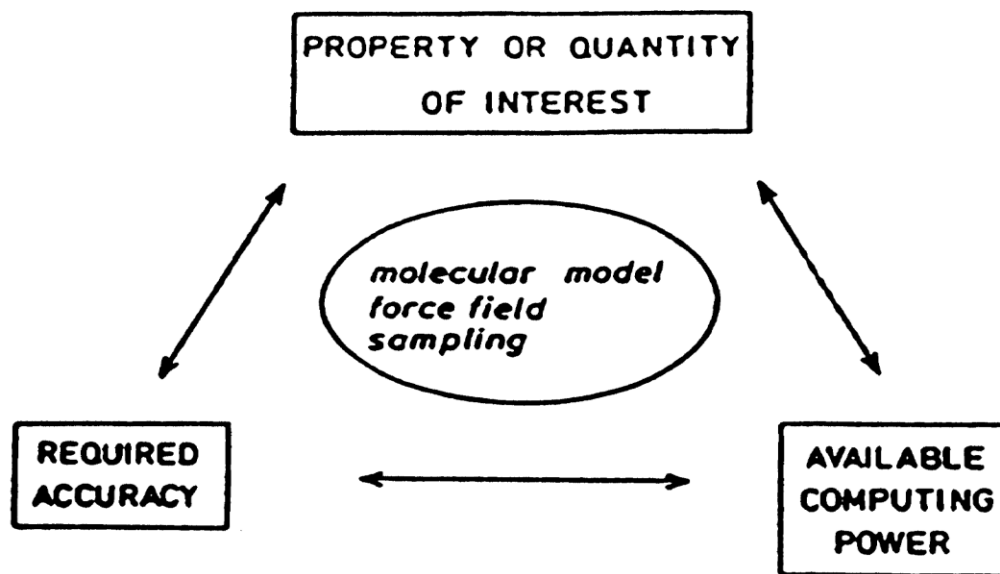 PROPERTY OR QUANTITY
OF INTEREST
molecular model
force field
sampling
REQUIRED
ACCURACY
AVAILABLE
COMPUTING
POWER